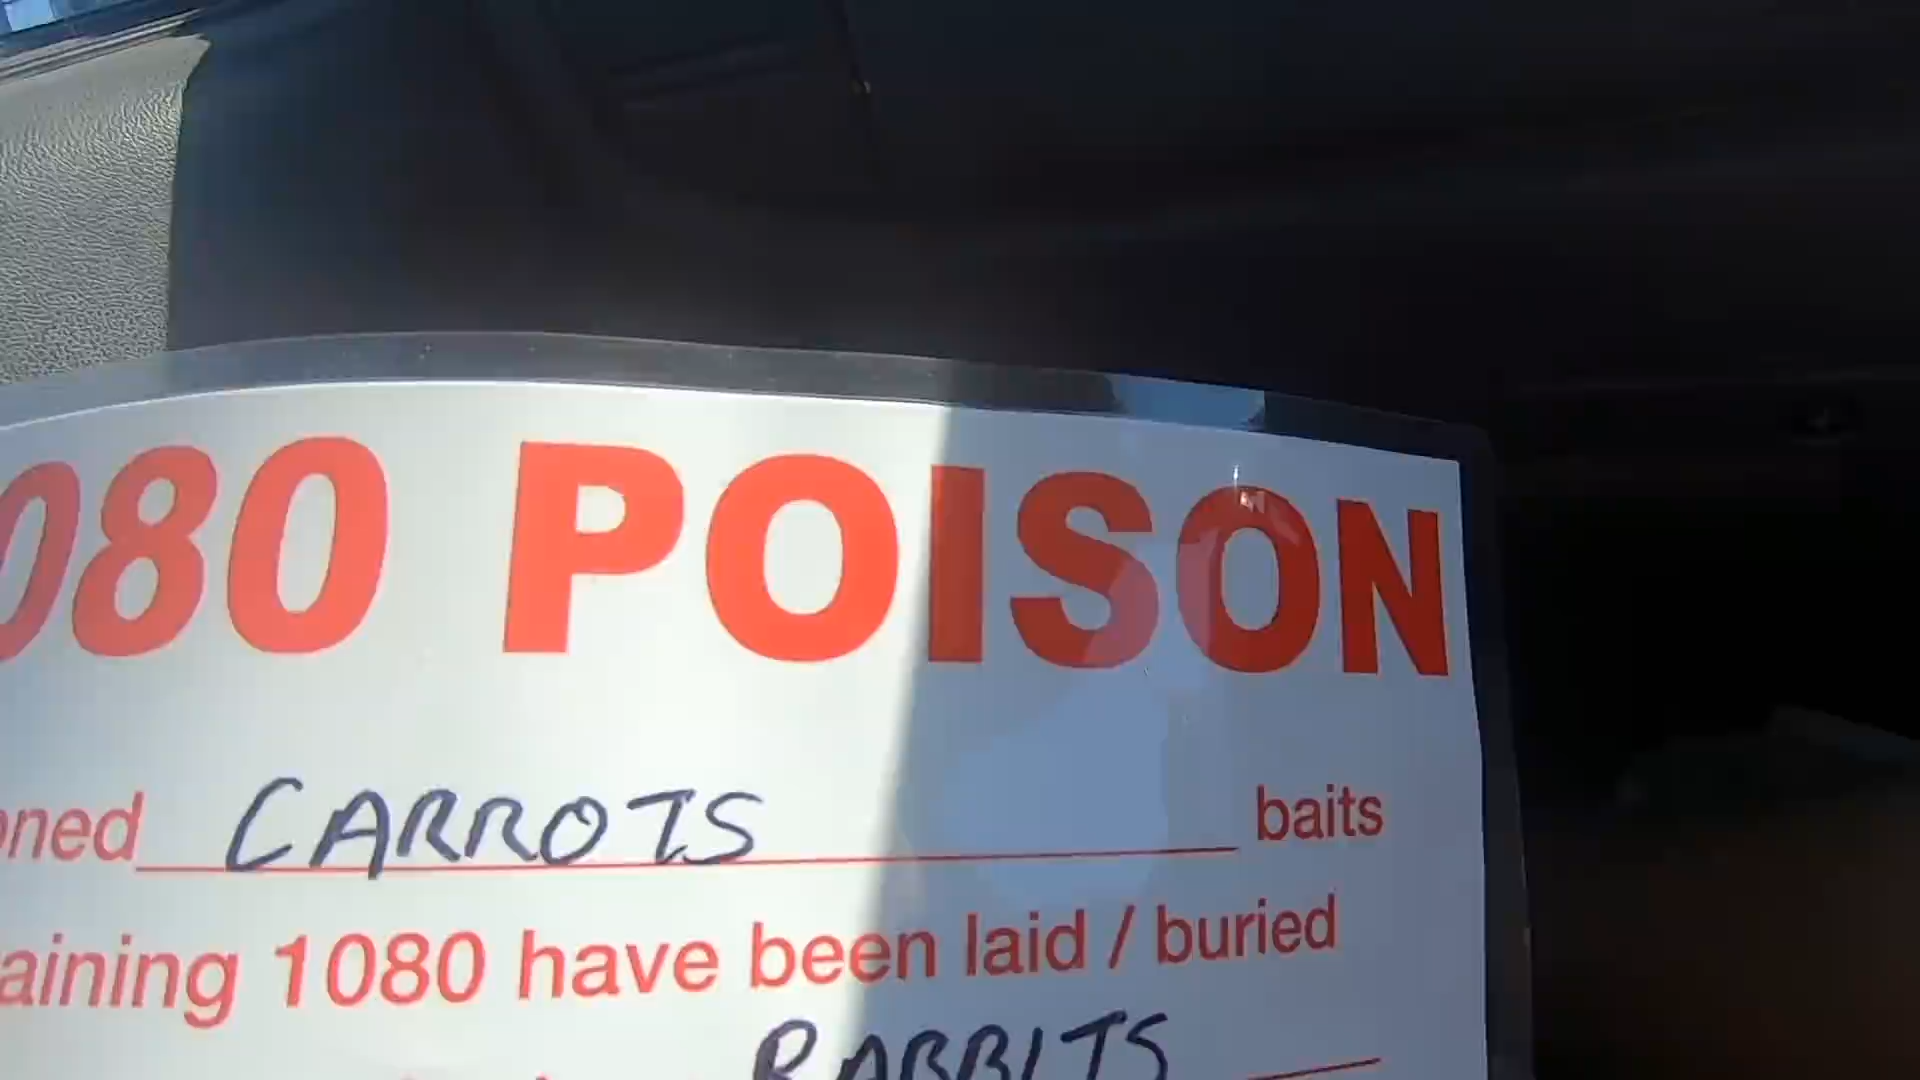 080 POISON
oned CARROTS baits
aining 1080 have been laid / buried
RABBITS